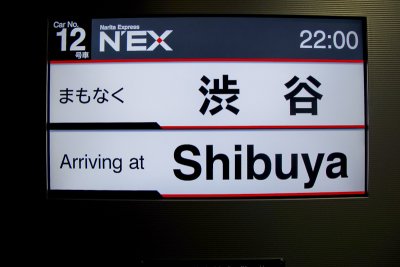 Car No.
12
号車
Narita Express
N'EX
22:00
まもなく 渋谷
Arriving at Shibuya